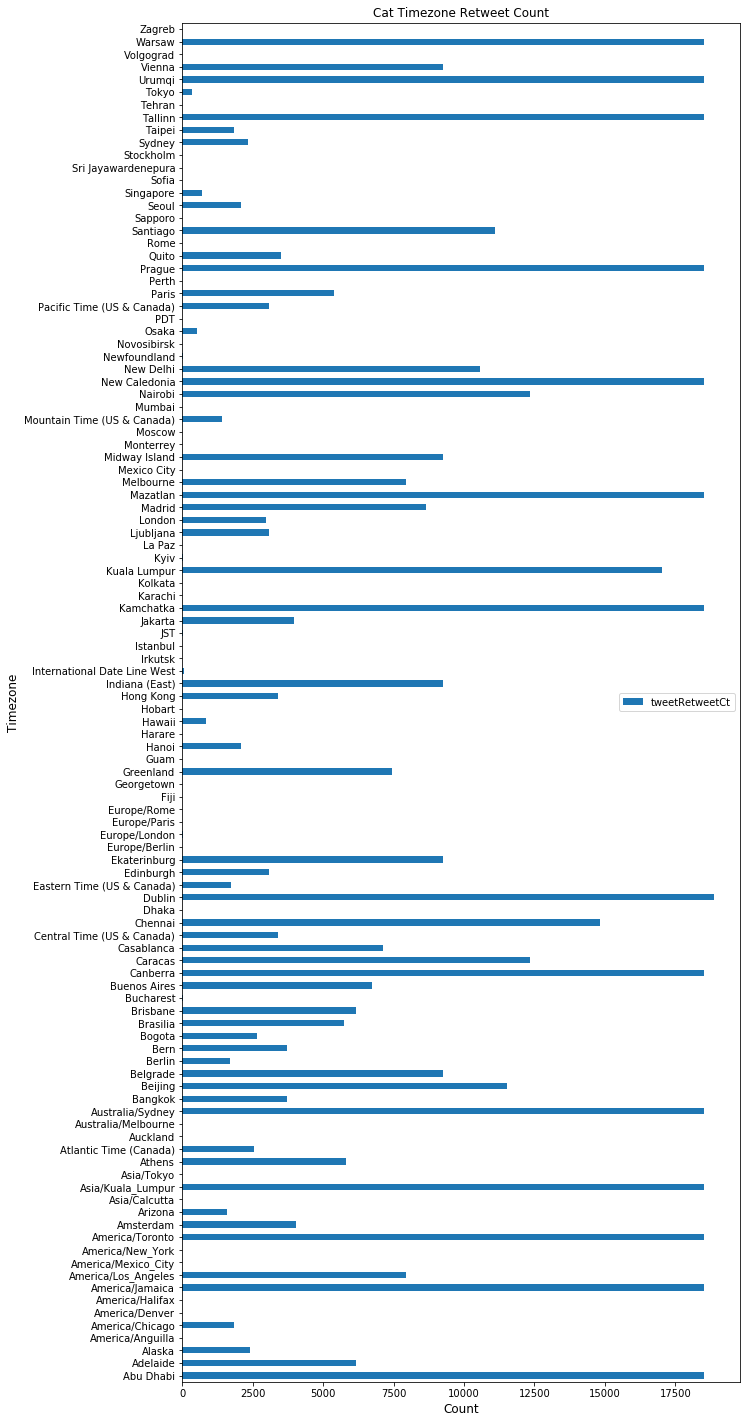 Cat Timezone Retweet Count
Zagreb
Warsaw
Volgograd
Vienna
Urumqi
Tokyo
Tehran
Tallinn
Taipei
Sydney
Stockholm
Sri Jayawardenepura
Sofia
Singapore
Seoul
Sapporo
Santiago
Rome
Quito
Prague
Perth
Paris
Pacific Time (US & Canada)
PDT
Osaka
Novosibirsk
Newfoundland
New Delhi
New Caledonia
Nairobi
Mumbai
Mountain Time (US & Canada)
Moscow
Monterrey
Midway Island
Mexico City
Melbourne
Mazatlan
Madrid
London
Ljubljana
La Paz
Kyiv
Kuala Lumpur
Kolkata
Karachi
Kamchatka
Jakarta
JST
Istanbul
Irkutsk
International Date Line West
Indiana (East)
Hong Kong
Hobart
Hawaii
Harare
Hanoi
Guam
Greenland
Georgetown
Fiji
Europe/Rome
Europe/Paris
Europe/London
Europe/Berlin
Ekaterinburg
Edinburgh
Eastern Time (US & Canada)
Dublin
Dhaka
Chennai
Central Time (US & Canada)
Casablanca
Caracas
Canberra
Buenos Aires
Bucharest
Brisbane
Brasilia
Bogota
Bern
Berlin
Belgrade
Beijing
Bangkok
Australia/Sydney
Australia/Melbourne
Auckland
Atlantic Time (Canada)
Athens
Asia/Tokyo
Asia/Kuala_Lumpur
Asia/Calcutta
Arizona
Amsterdam
America/Toronto
America/New_York
America/Mexico_City
America/Los_Angeles
America/Jamaica
America/Halifax
America/Denver
America/Chicago
America/Anguilla
Alaska
Adelaide
Abu Dhabi
Timezone
tweetRetweetCt
0 2500 5000 7500 10000 12500 15000 17500
Count